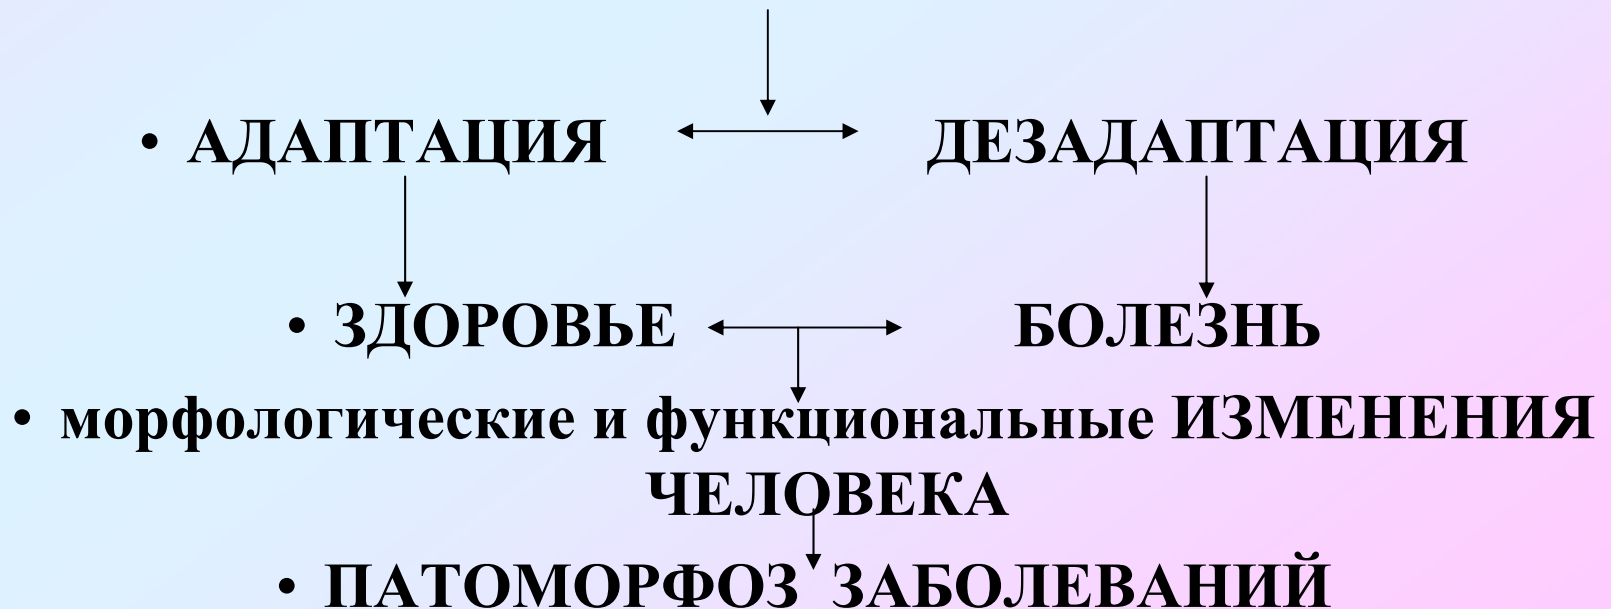 • АДАПТАЦИЯ ДЕЗАДАПТАЦИЯ
• ЗДОРОВЬЕ БОЛЕЗНЬ
• морфологические и функциональные ИЗМЕНЕНИЯ
ЧЕЛОВЕКА
• ПАТОМОРФОЗ ЗАБОЛЕВАНИЙ